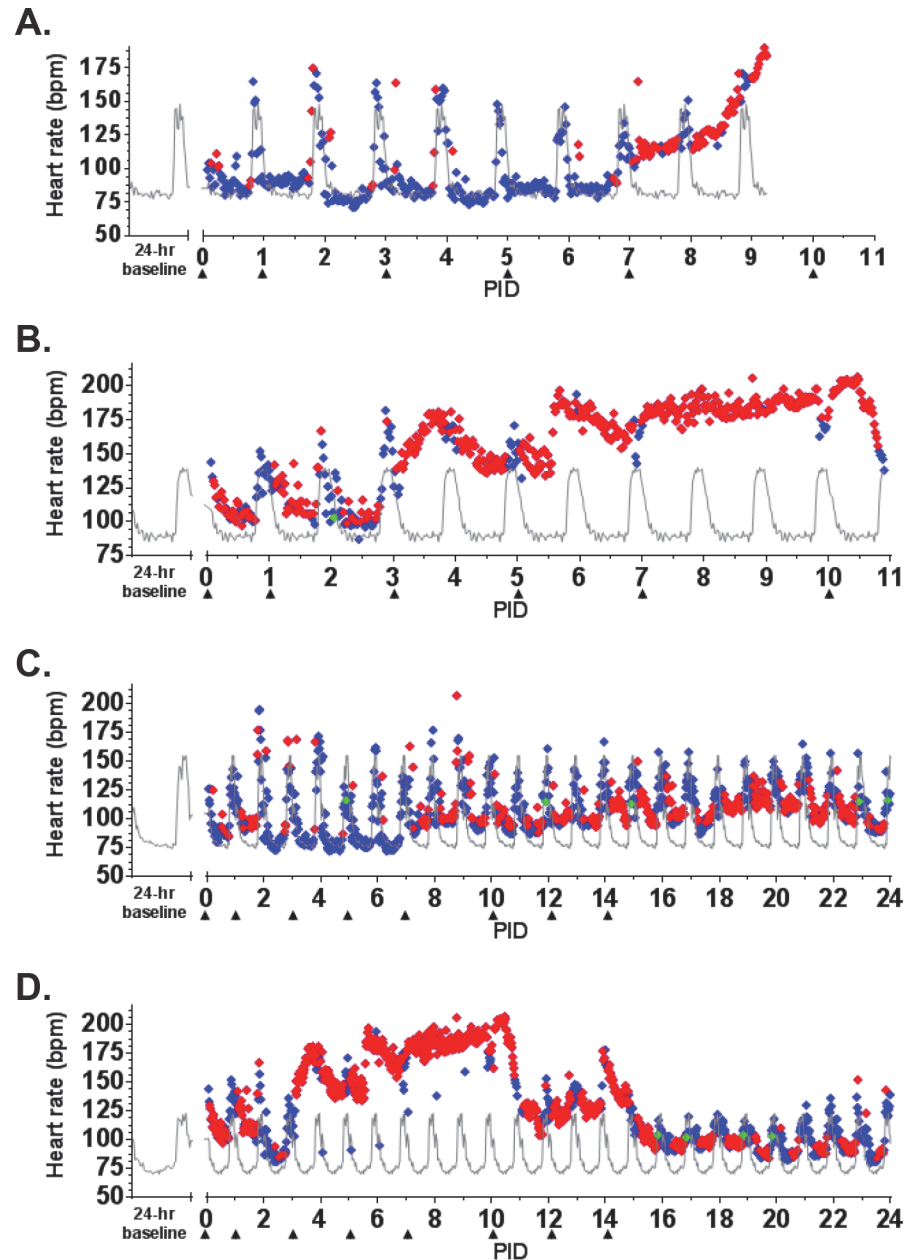 A.
Heart rate (bpm)
175
150
125
100
75
50
24-hr
baseline
0 1 2 3 4 5 6 7 8 9 10 11
PID
B.
Heart rate (bpm)
200
175
150
125
100
75
24-hr
baseline
0 1 2 3 4 5 6 7 8 9 10 11
PID
C.
Heart rate (bpm)
200
175
150
125
100
75
50
24-hr
baseline
0 2 4 6 8 10 12 14 16 18 20 22 24
PID
D.
Heart rate (bpm)
200
175
150
125
100
75
50
24-hr
baseline
0 2 4 6 8 10 12 14 16 18 20 22 24
PID